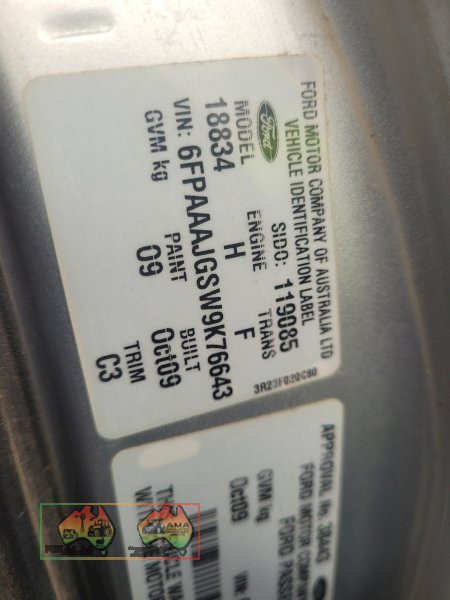 FORD MOTOR COMPANY OF AUSTRALIA LTD
VEHICLE IDENTIFICATION LABEL
Ford
SIDO: 119085
MODEL ENGINE TRANS
18834 H F
VIN: 6FPAAAJGSW9K76643
GVM kg PAINT BUILT TRIM
09 Oct09 C3
3R23F020C90
APPROVAL No. 38443
FORD MOTOR COMPANY
FORD PASSE
GVM kg
Oct09
VIN: